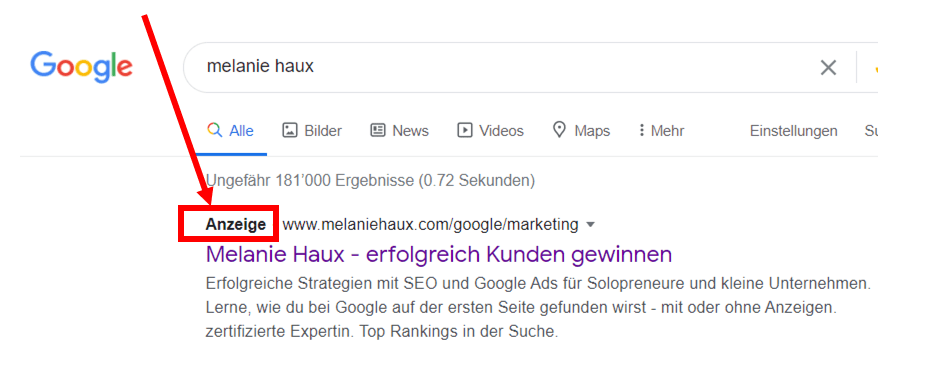 Google
melanie haux
Alle Bilder News Videos Maps Mehr Einstellungen Su
Ungefähr 181'000 Ergebnisse (0.72 Sekunden)
Anzeige www.melaniehaux.com/google/marketing
Melanie Haux - erfolgreich Kunden gewinnen
Erfolgreiche Strategien mit SEO und Google Ads für Solopreneure und kleine Unternehmen.
Lerne, wie du bei Google auf der ersten Seite gefunden wirst - mit oder ohne Anzeigen.
zertifizierte Expertin. Top Rankings in der Suche.